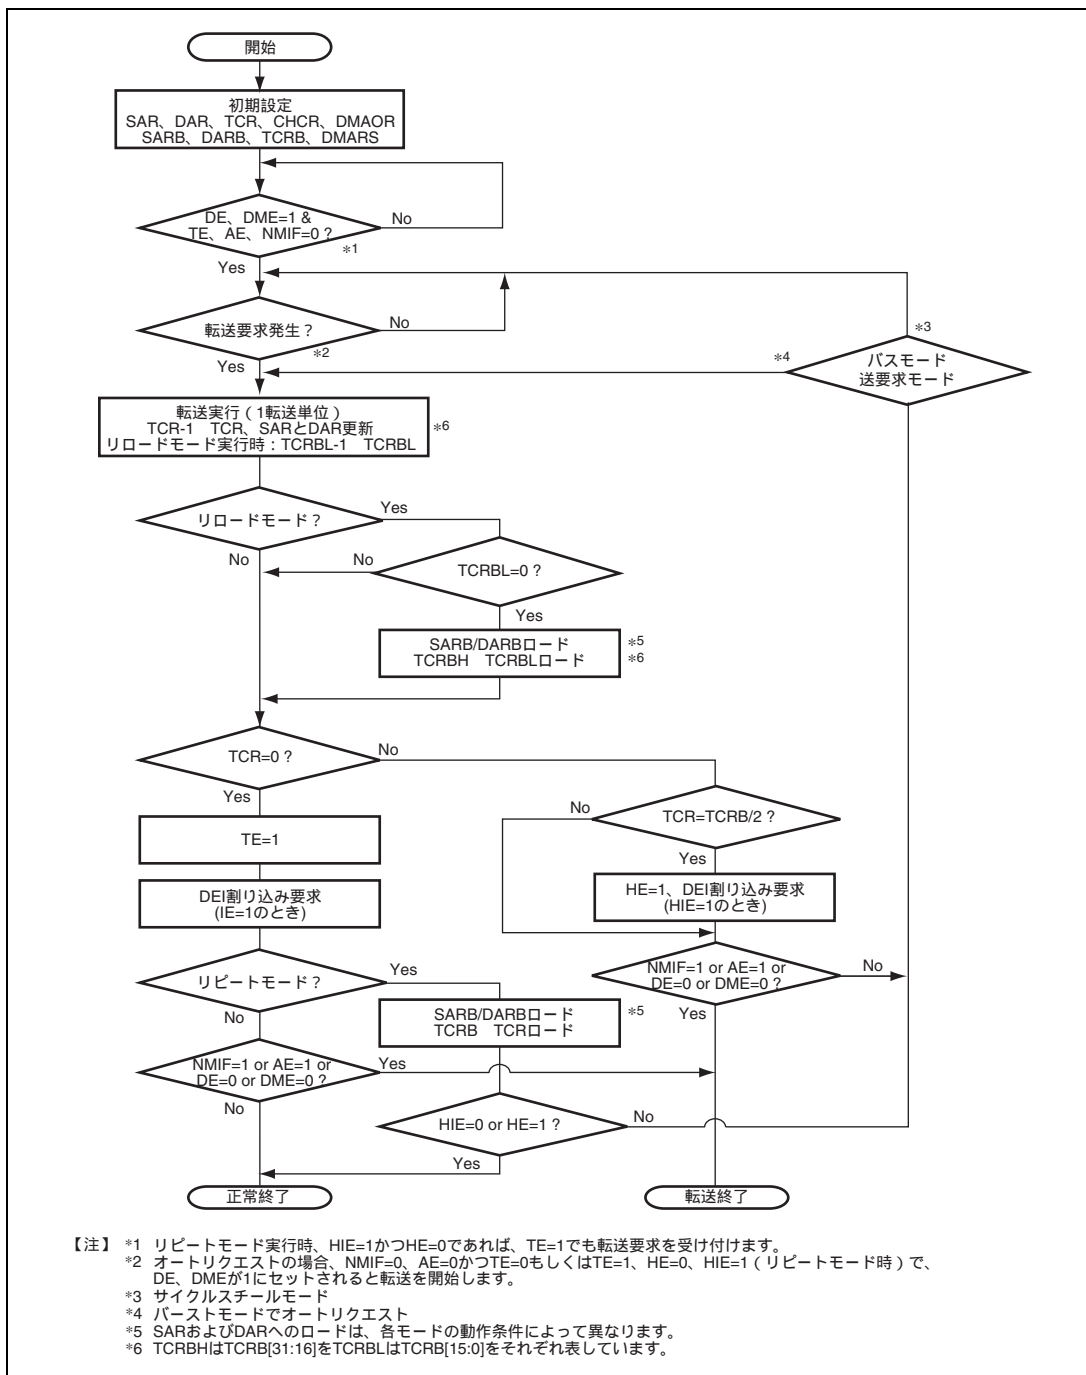 開始
初期設定
SAR、DAR、TCR、CHCR、DMAOR
SARB、DARB、TCRB、DMARS
DE、DME=1 &
TE、AE、NMIF=0 ?
No
*1
Yes
転送要求発生 ?
No
*2
Yes
*3
*4
バスモード
送要求モード
転送実行 ( 1転送単位 )
TCR-1 TCR、SARとDAR更新
リロードモード実行時 : TCRBL-1 TCRBL
*6
リロードモード ?
Yes
No
TCRBL=0 ?
No
Yes
SARB/DARBロード
TCRBH TCRBLロード
*5
*6
TCR=0 ?
No
Yes
TCR=TCRB/2 ?
No
Yes
TE=1
HE=1、DEI割り込み要求
(HIE=1のとき)
DEI割り込み要求
(IE=1のとき)
NMIF=1 or AE=1 or
DE=0 or DME=0 ?
No
Yes
リピートモード ?
Yes
No
SARB/DARBロード
TCRB TCRロード
*5
NMIF=1 or AE=1 or
DE=0 or DME=0 ?
Yes
No
HIE=0 or HE=1 ?
No
Yes
正常終了
転送終了
【注】 *1 リピートモード実行時、HIE=1かつHE=0であれば、TE=1でも転送要求を受け付けます。
*2 オートリクエストの場合、NMIF=0、AE=0かつTE=0もしくはTE=1、HE=0、HIE=1 ( リピートモード時 ) で、
DE、DMEが1にセットされると転送を開始します。
*3 サイクルスチールモード
*4 バーストモードでオートリクエスト
*5 SARおよびDARへのロードは、各モードの動作条件によって異なります。
*6 TCRBHはTCRB[31:16]をTCRBLはTCRB[15:0]をそれぞれ表しています。